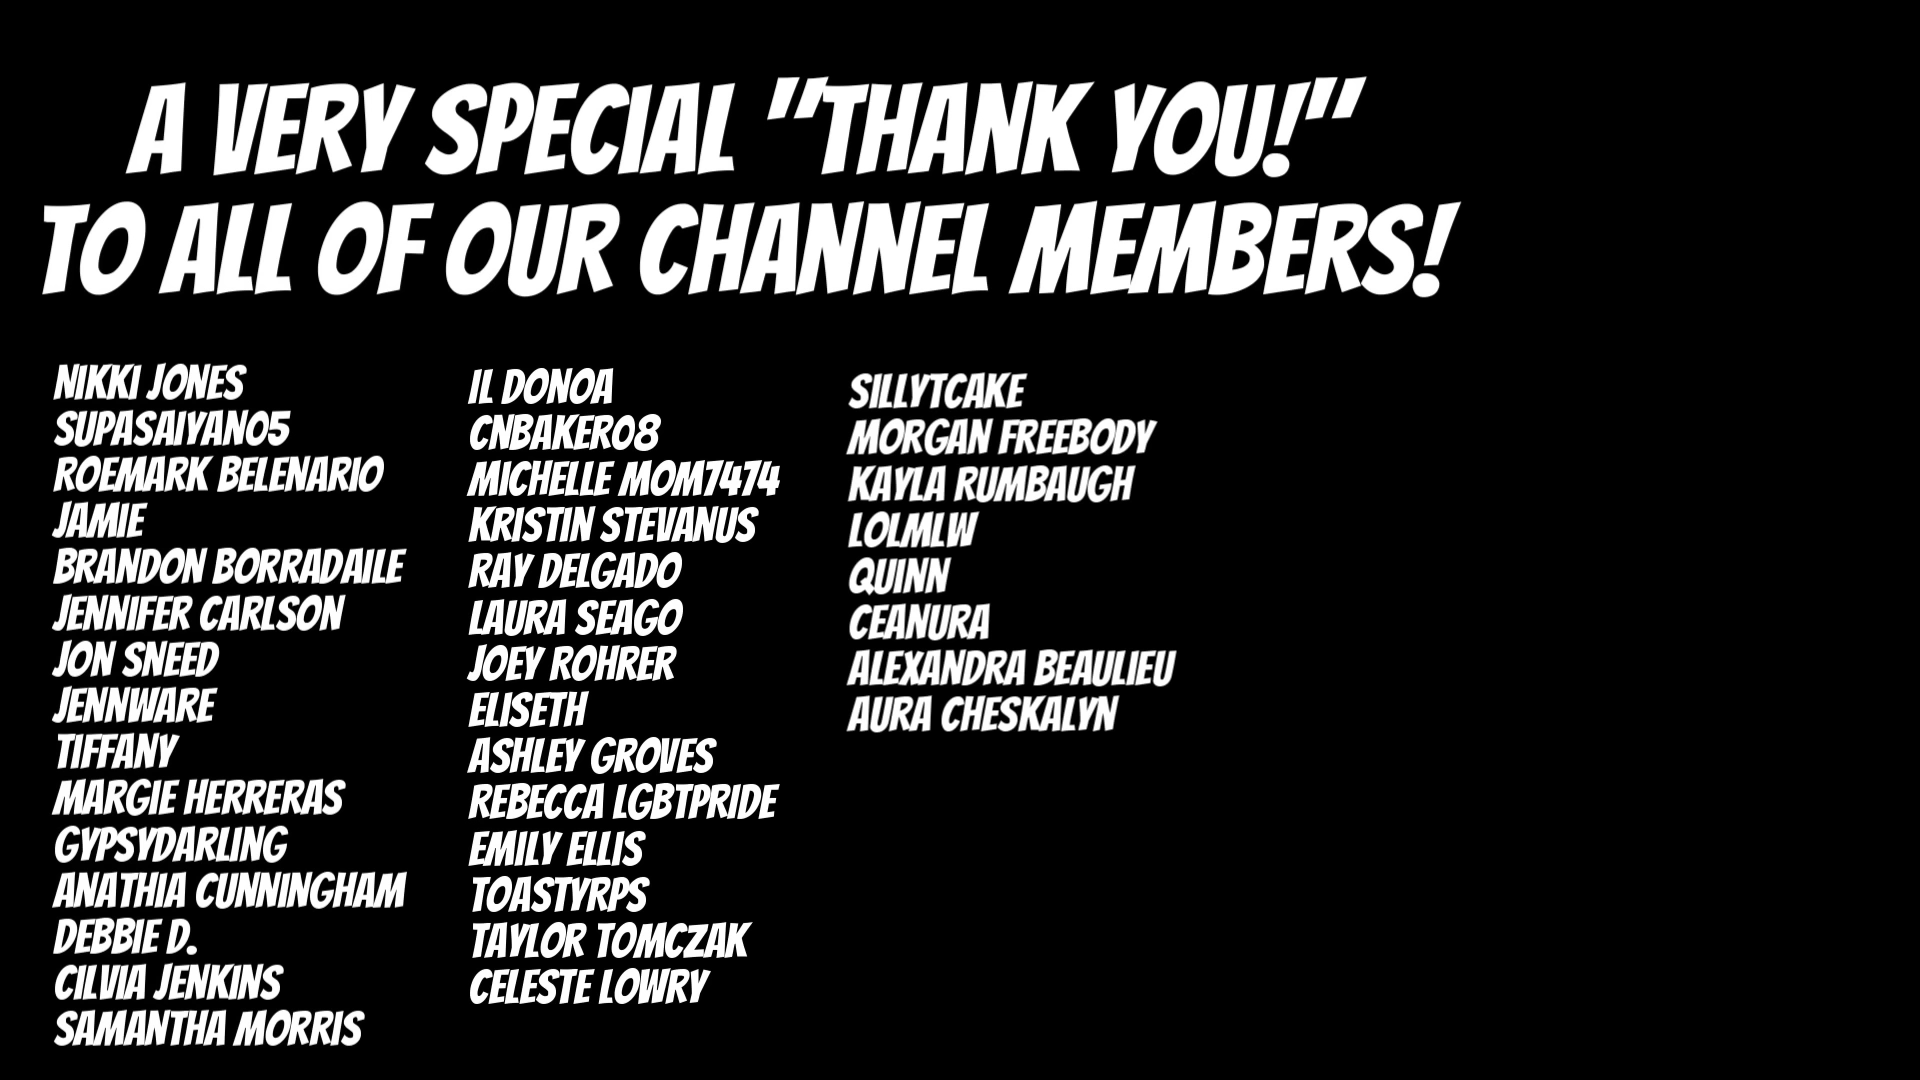 A VERY SPECIAL "THANK YOU!"
TO ALL OF OUR CHANNEL MEMBERS!
NIKKI JONES
SUPASAIYAN05
ROEMARK BELENARIO
JAMIE
BRANDON BORRADAILE
JENNIFER CARLSON
JON SNEED
JENNWARE
TIFFANY
MARGIE HERRERAS
GYPSYDARLING
ANATHIA CUNNINGHAM
DEBBIE D.
CILVIA JENKINS
SAMANTHA MORRIS
IL DONOA
CNBAKER08
MICHELLE MOM7474
KRISTIN STEVANUS
RAY DELGADO
LAURA SEAGO
JOEY ROHRER
ELISETH
ASHLEY GROVES
REBECCA LGBTPRIDE
EMILY ELLIS
TOASTYRPS
TAYLOR TOMCZAK
CELESTE LOWRY
SILLYTCAKE
MORGAN FREEBODY
KAYLA RUMBAUGH
LOLMLW
QUINN
CEANURA
ALEXANDRA BEAULIEU
AURA CHESKALYN